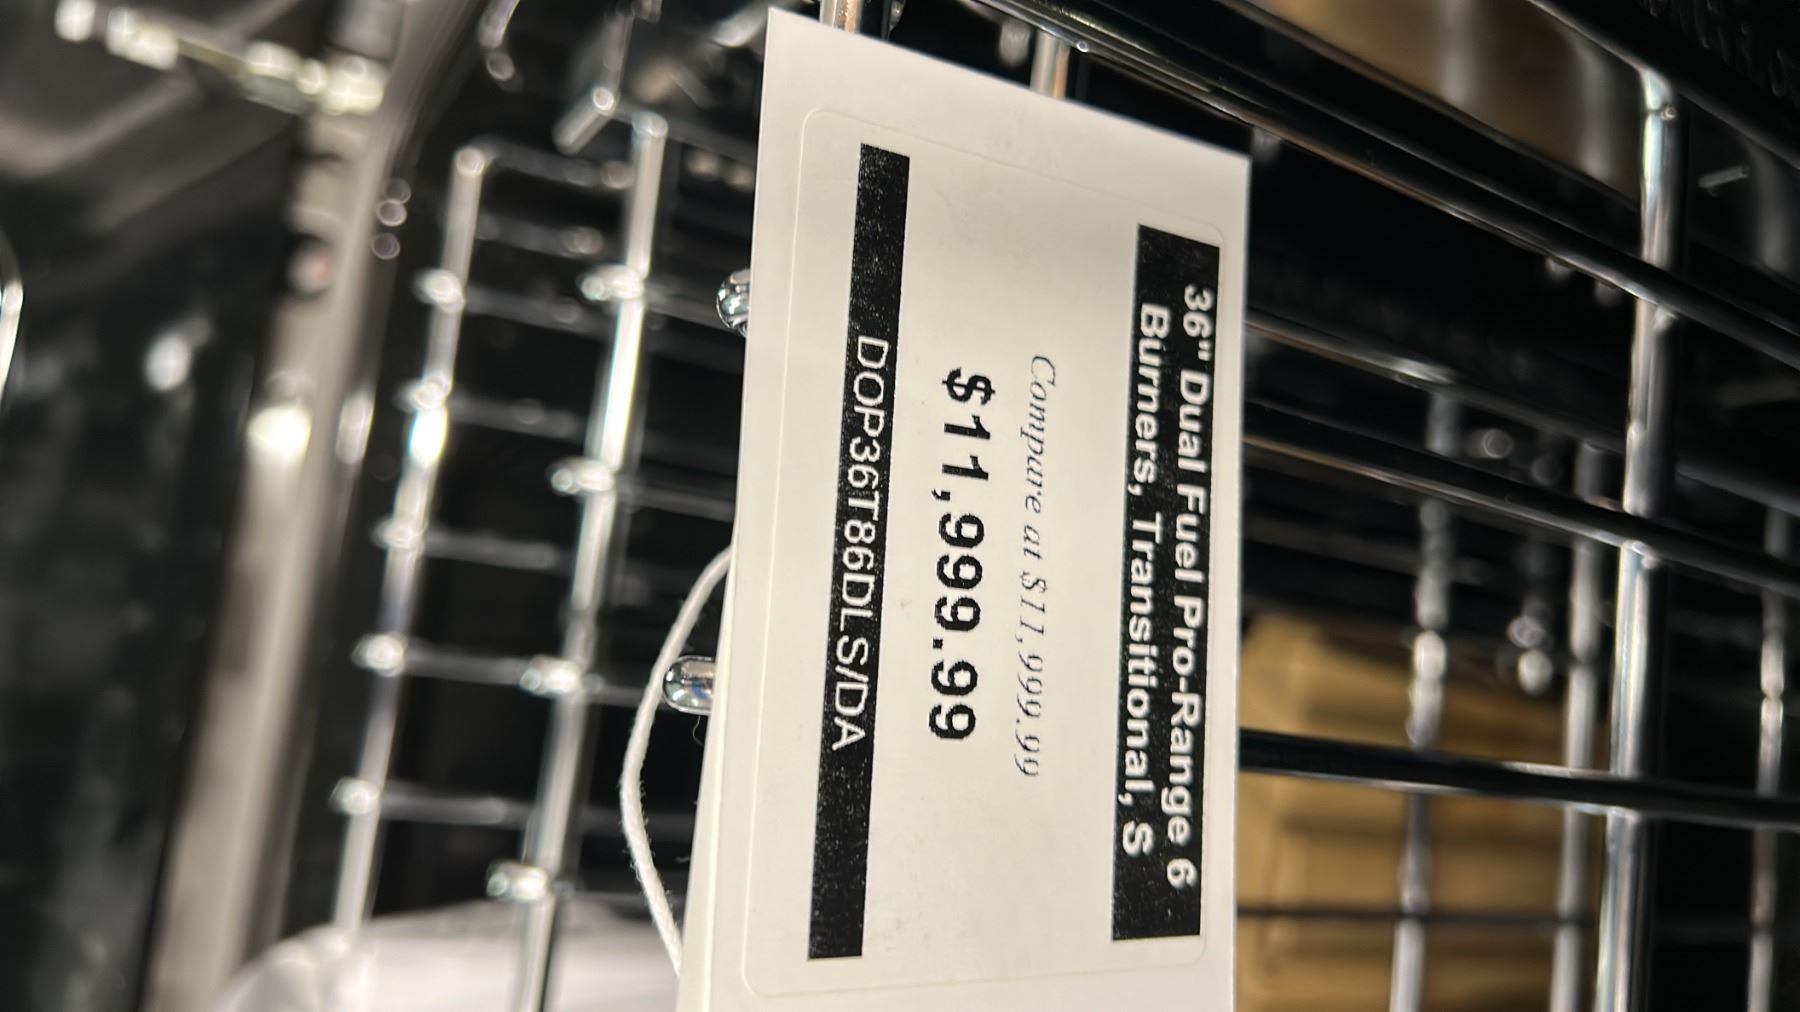 36" Dual Fuel Pro-Range 6
Burners, Transitional, S
Compare at $11,999.99
$11,999.99
DOP36T86DLS/DA